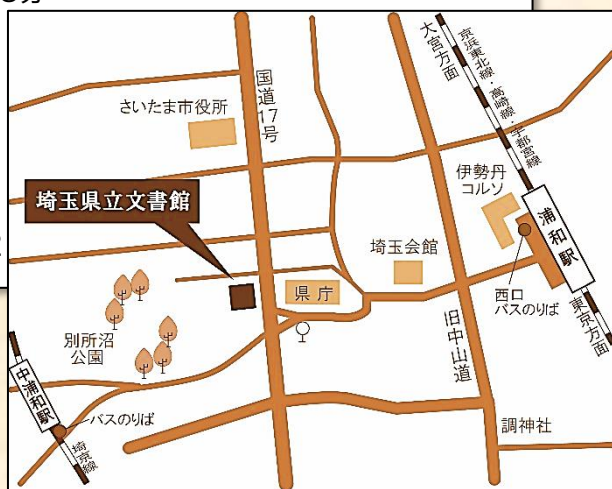 大宮方面
京浜東北線・高崎線・宇都宮線
国道17号
さいたま市役所
伊勢丹
コルソ
埼玉県立文書館
浦和駅
埼玉会館
県庁
西口
バスのりば
東京方面
別所沼
公園
旧中山道
中浦和駅
バスのりば
埼京線
調神社